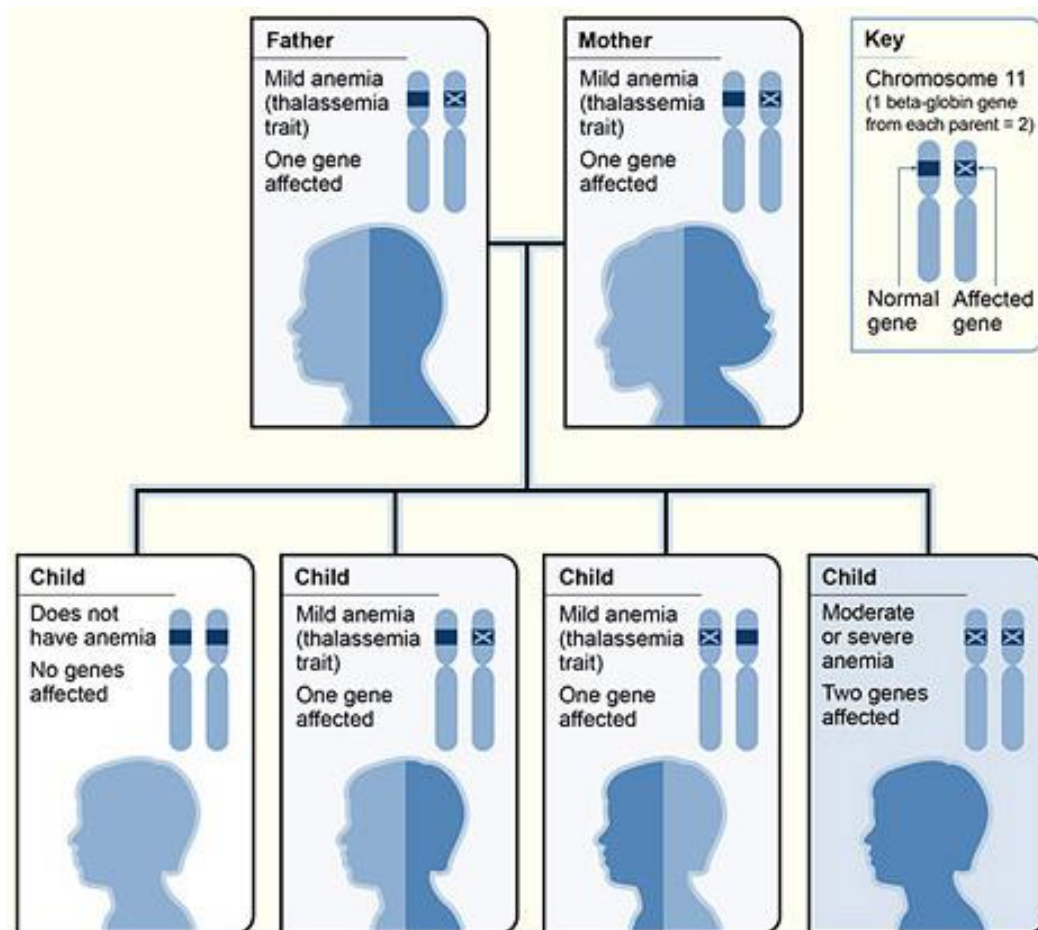 Father
Mild anemia
(thalassemia
trait)
One gene
affected
Mother
Mild anemia
(thalassemia
trait)
One gene
affected
Key
Chromosome 11
(1 beta-globin gene
from each parent = 2)
Normal
gene
Affected
gene
Child
Does not
have anemia
No genes
affected
Child
Mild anemia
(thalassemia
trait)
One gene
affected
Child
Mild anemia
(thalassemia
trait)
One gene
affected
Child
Moderate
or severe
anemia
Two genes
affected